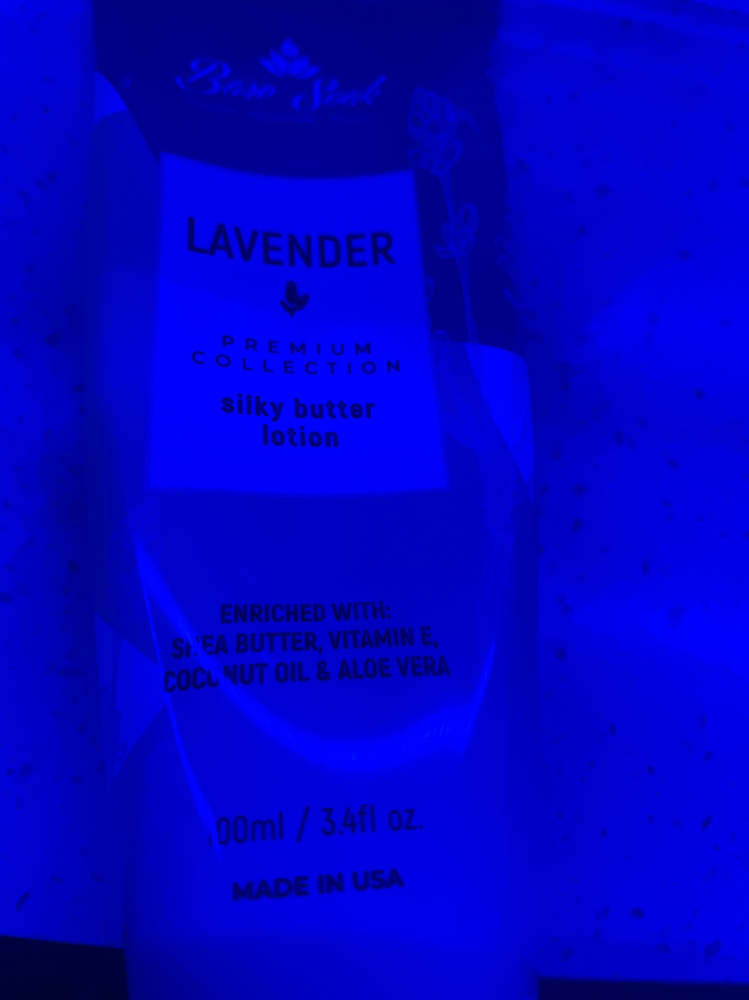 LAVENDER
PREMIUM
COLLECTION
silky butter
lotion
ENRICHED WITH:
SHEA BUTTER, VITAMIN E,
COCONUT OIL & ALOE VERA
00ml / 3.4fl oz.
MADE IN USA